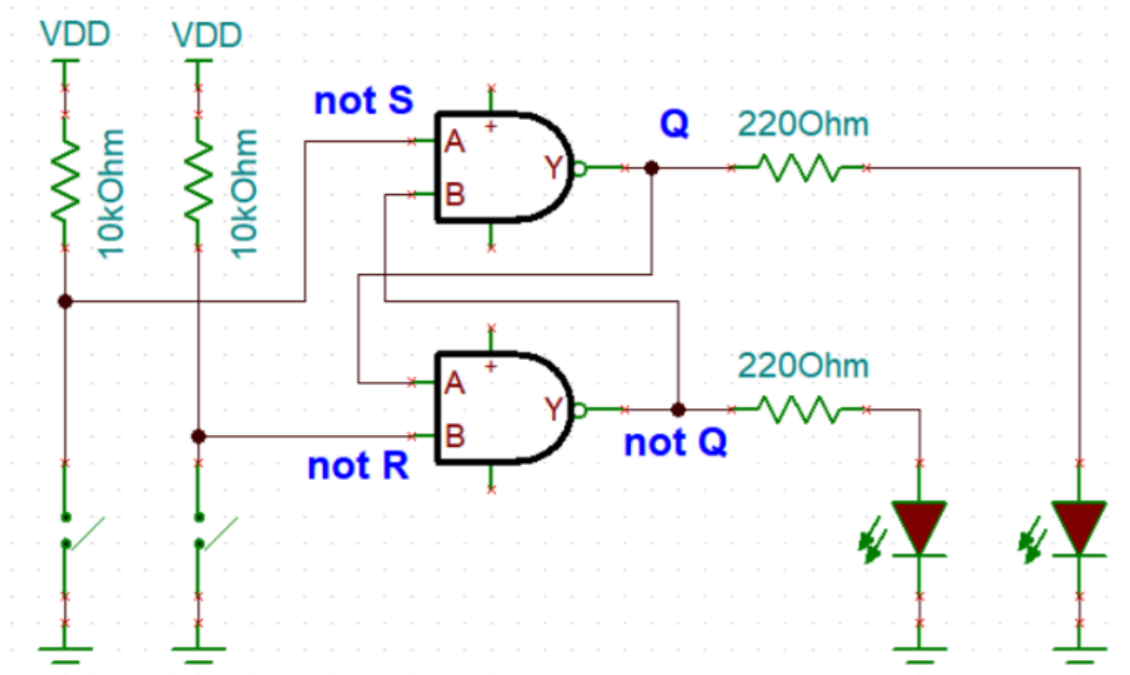 VDD
VDD
not S
Q
220Ohm
10kOhm
10kOhm
+
A
B
Y
220Ohm
+
A
B
Y
not R
not Q